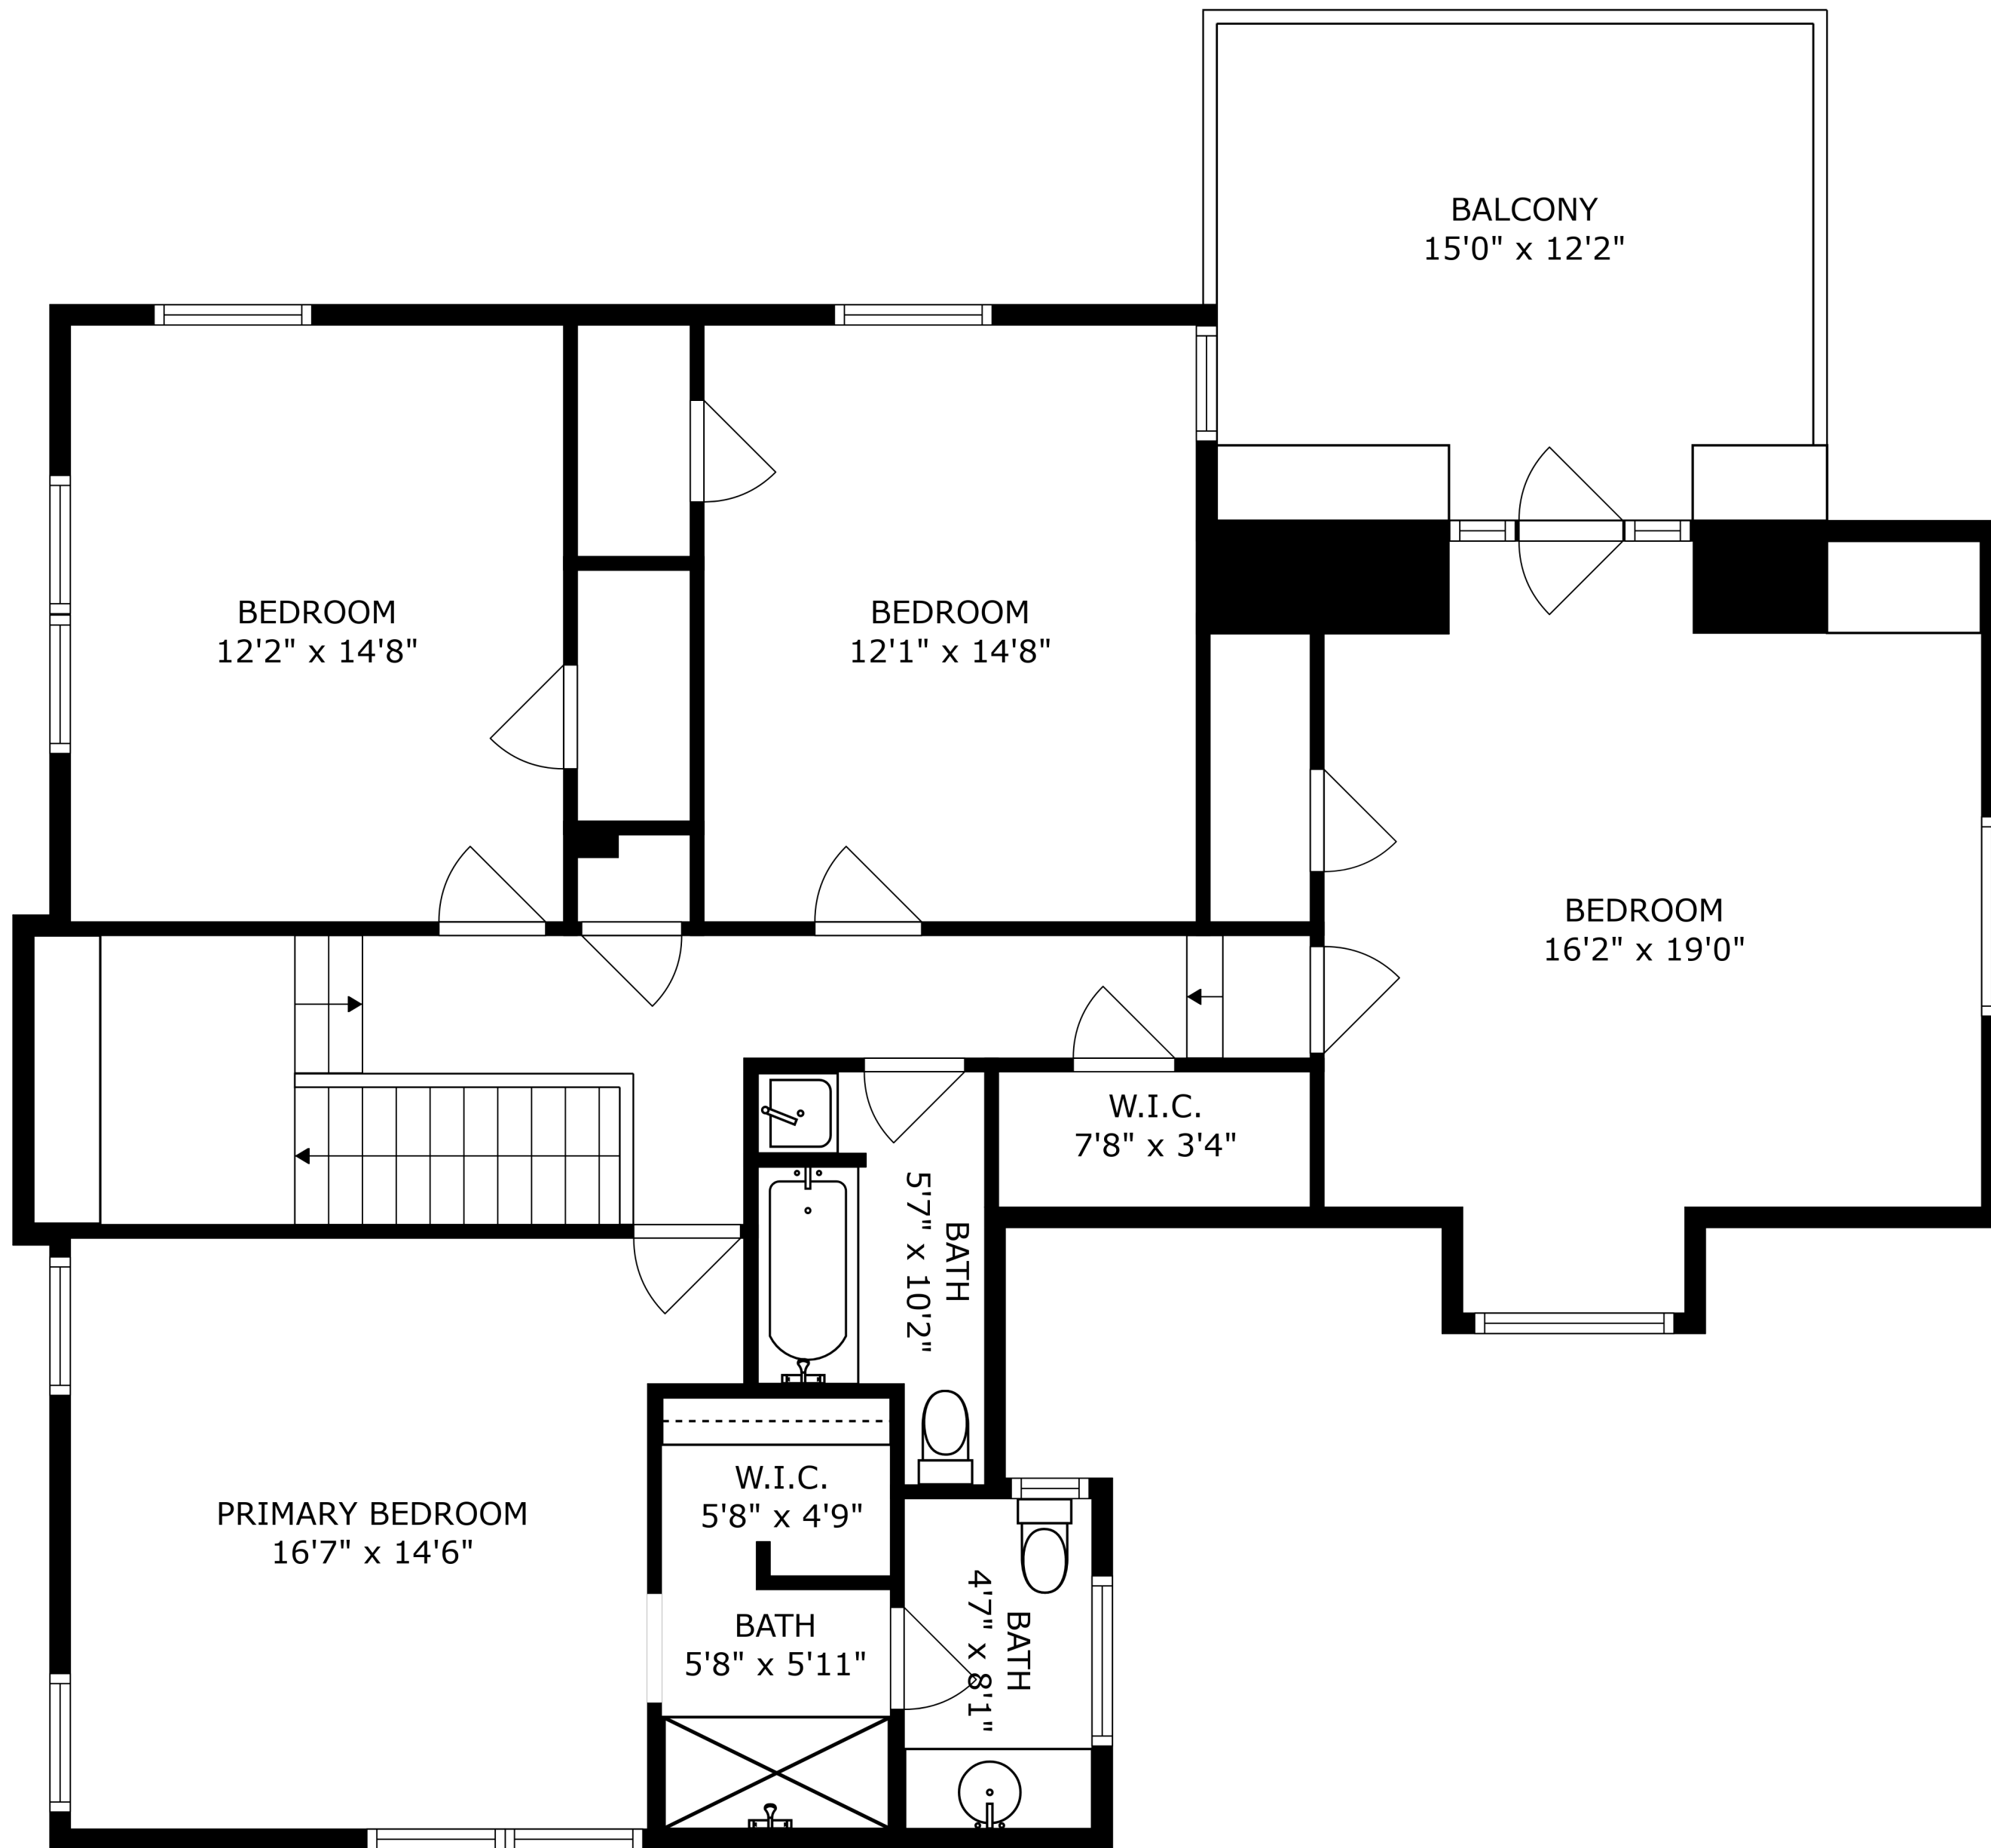 BALCONY
15'0" x 12'2"
BEDROOM
12'2" x 14'8"
BEDROOM
12'1" x 14'8"
BEDROOM
16'2" x 19'0"
W.I.C.
7'8" x 3'4"
BATH
5'7" x 10'2"
W.I.C.
5'8" x 4'9"
PRIMARY BEDROOM
16'7" x 14'6"
BATH
5'8" x 5'11"
BATH
4'7" x 8'1"